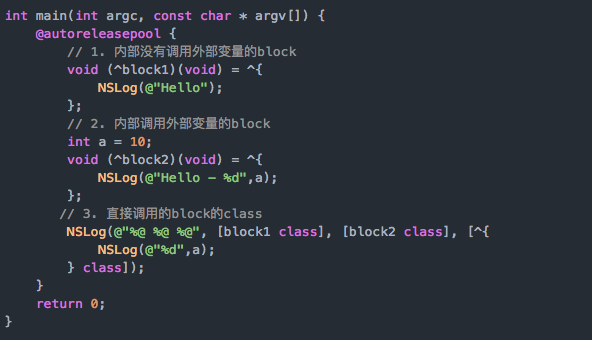 int main(int argc, const char * argv[]) {
    @autoreleasepool {
        // 1. 内部没有调用外部变量的block
        void (^block1)(void) = ^{
            NSLog(@"Hello");
        };
        // 2. 内部调用外部变量的block
        int a = 10;
        void (^block2)(void) = ^{
            NSLog(@"Hello - %d",a);
        };
       // 3. 直接调用的block的class
        NSLog(@"%@ %@ %@", [block1 class], [block2 class], [^{
            NSLog(@"%d",a);
        } class]);
    }
    return 0;
}